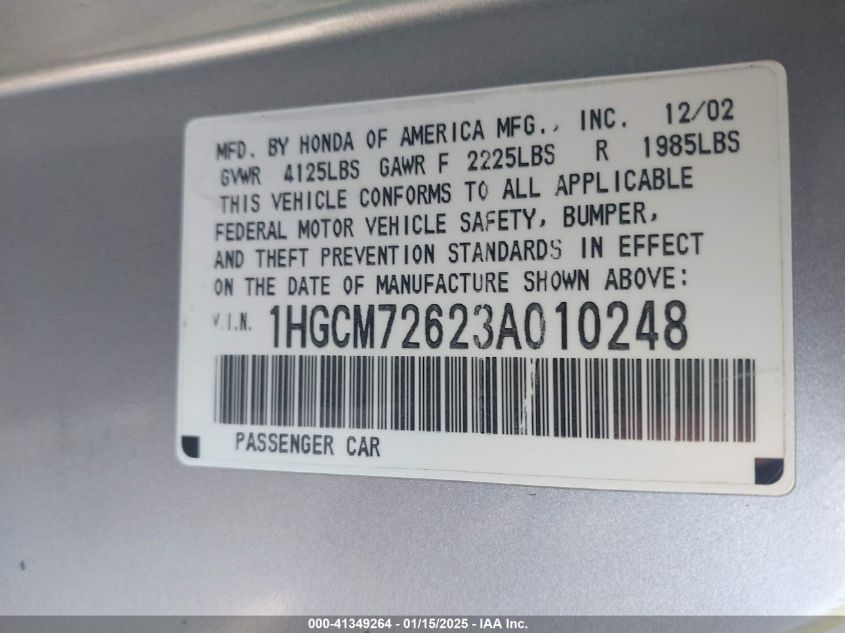 MFD. BY HONDA OF AMERICA MFG., INC. 12/02
GVWR 4125LBS GAWR F 2225LBS R 1985LBS
THIS VEHICLE CONFORMS TO ALL APPLICABLE
FEDERAL MOTOR VEHICLE SAFETY, BUMPER,
AND THEFT PREVENTION STANDARDS IN EFFECT
ON THE DATE OF MANUFACTURE SHOWN ABOVE:
V.I.N. 1HGCM72623A010248
PASSENGER CAR
000-41349264 - 01/15/2025 - IAA Inc.